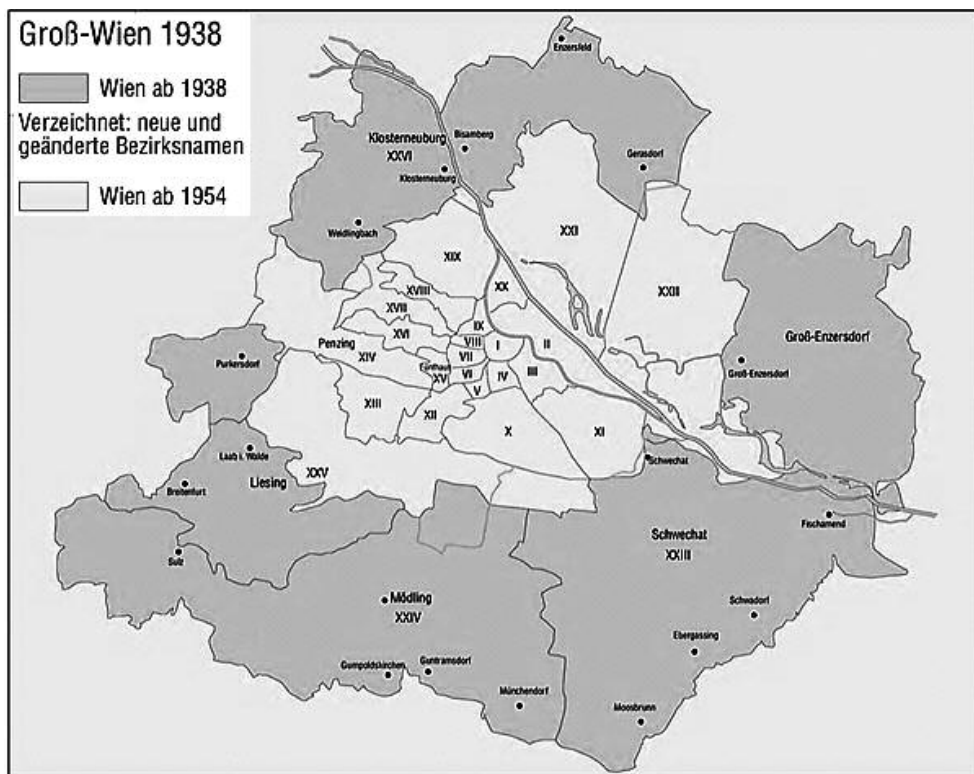 Groß-Wien 1938
Wien ab 1938
Verzeichnet: neue und
geänderte Bezirksnamen
Wien ab 1954
Enzersfeld
Klosterneuburg
XXVI
Bisamberg
Klosterneuburg
Gerasdorf
Weidlingbach
XXI
XIX
XXII
XX
XVIII
XVII
XVI
IX
VIII
I
II
Penzing
XIV
Fünfhaus
XV
VII
VII
V
IV
III
Groß-Enzersdorf
Groß-Enzersdorf
Purkersdorf
XIII
XII
X
XI
Laab i. Walde
Liesing
XXV
Breitenfurt
Schwechat
Fischamend
Schwechat
XXIII
Sulz
Mödling
XXIV
Schwadorf
Ebergassing
Gumpoldskirchen
Guntramsdorf
Münchendorf
Moosbrunn